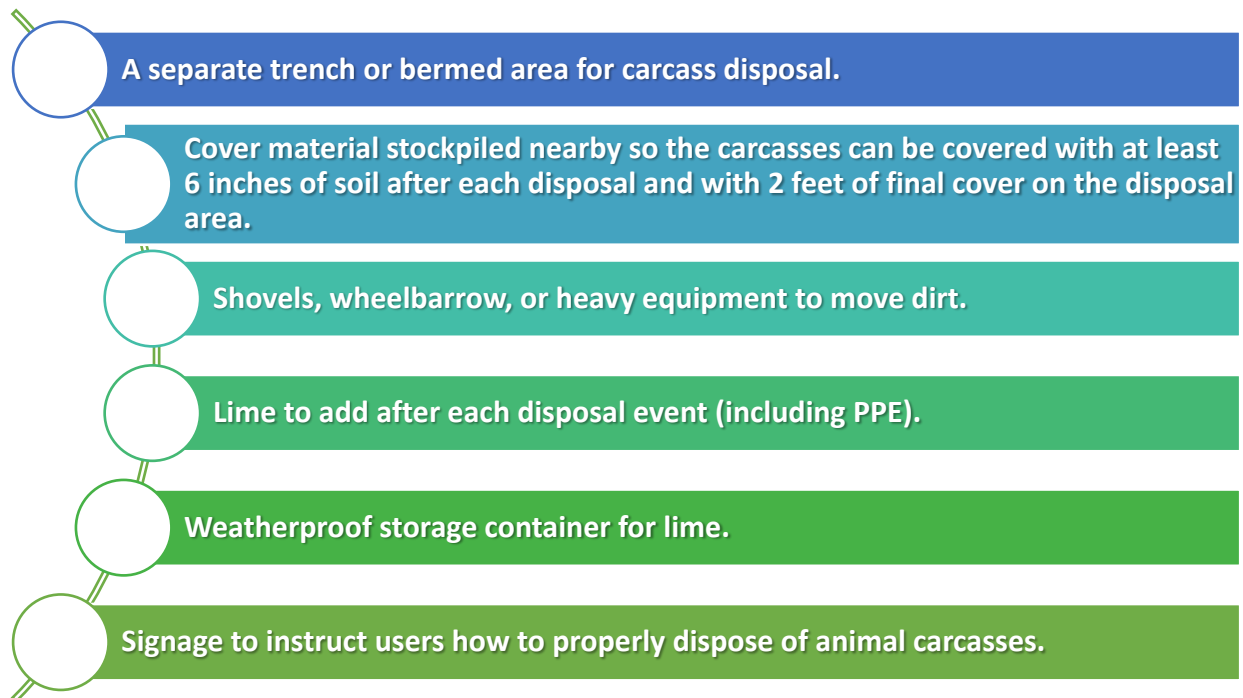 A separate trench or bermed area for carcass disposal.
Cover material stockpiled nearby so the carcasses can be covered with at least
6 inches of soil after each disposal and with 2 feet of final cover on the disposal
area.
Shovels, wheelbarrow, or heavy equipment to move dirt.
Lime to add after each disposal event (including PPE).
Weatherproof storage container for lime.
Signage to instruct users how to properly dispose of animal carcasses.